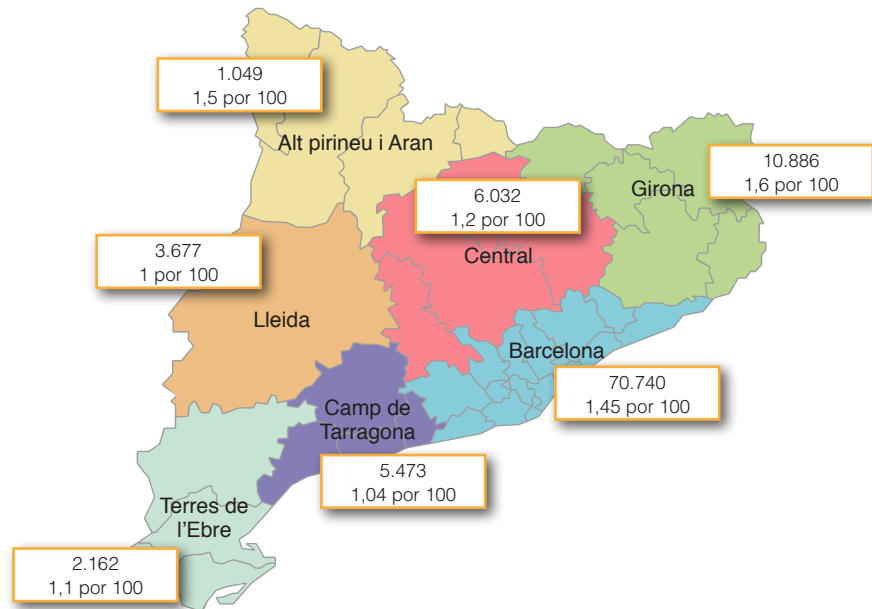 1.049
1,5 por 100
Alt pirineu i Aran
10.886
1,6 por 100
Girona
6.032
1,2 por 100
Central
3.677
1 por 100
Lleida
Barcelona
70.740
1,45 por 100
Camp de
Tarragona
5.473
1,04 por 100
Terres de
l'Ebre
2.162
1,1 por 100